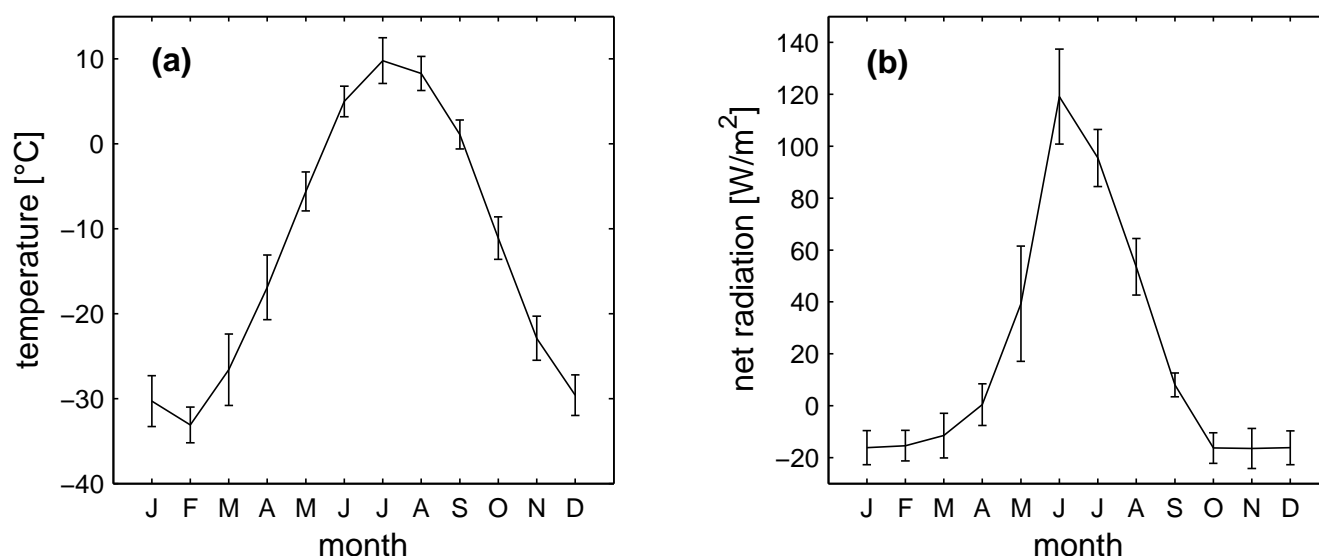 (a)
temperature [°C]
10
0
−10
−20
−30
−40
J F M A M J J A S O N D
month
(b)
net radiation [W/m²]
140
120
100
80
60
40
20
0
−20
J F M A M J J A S O N D
month